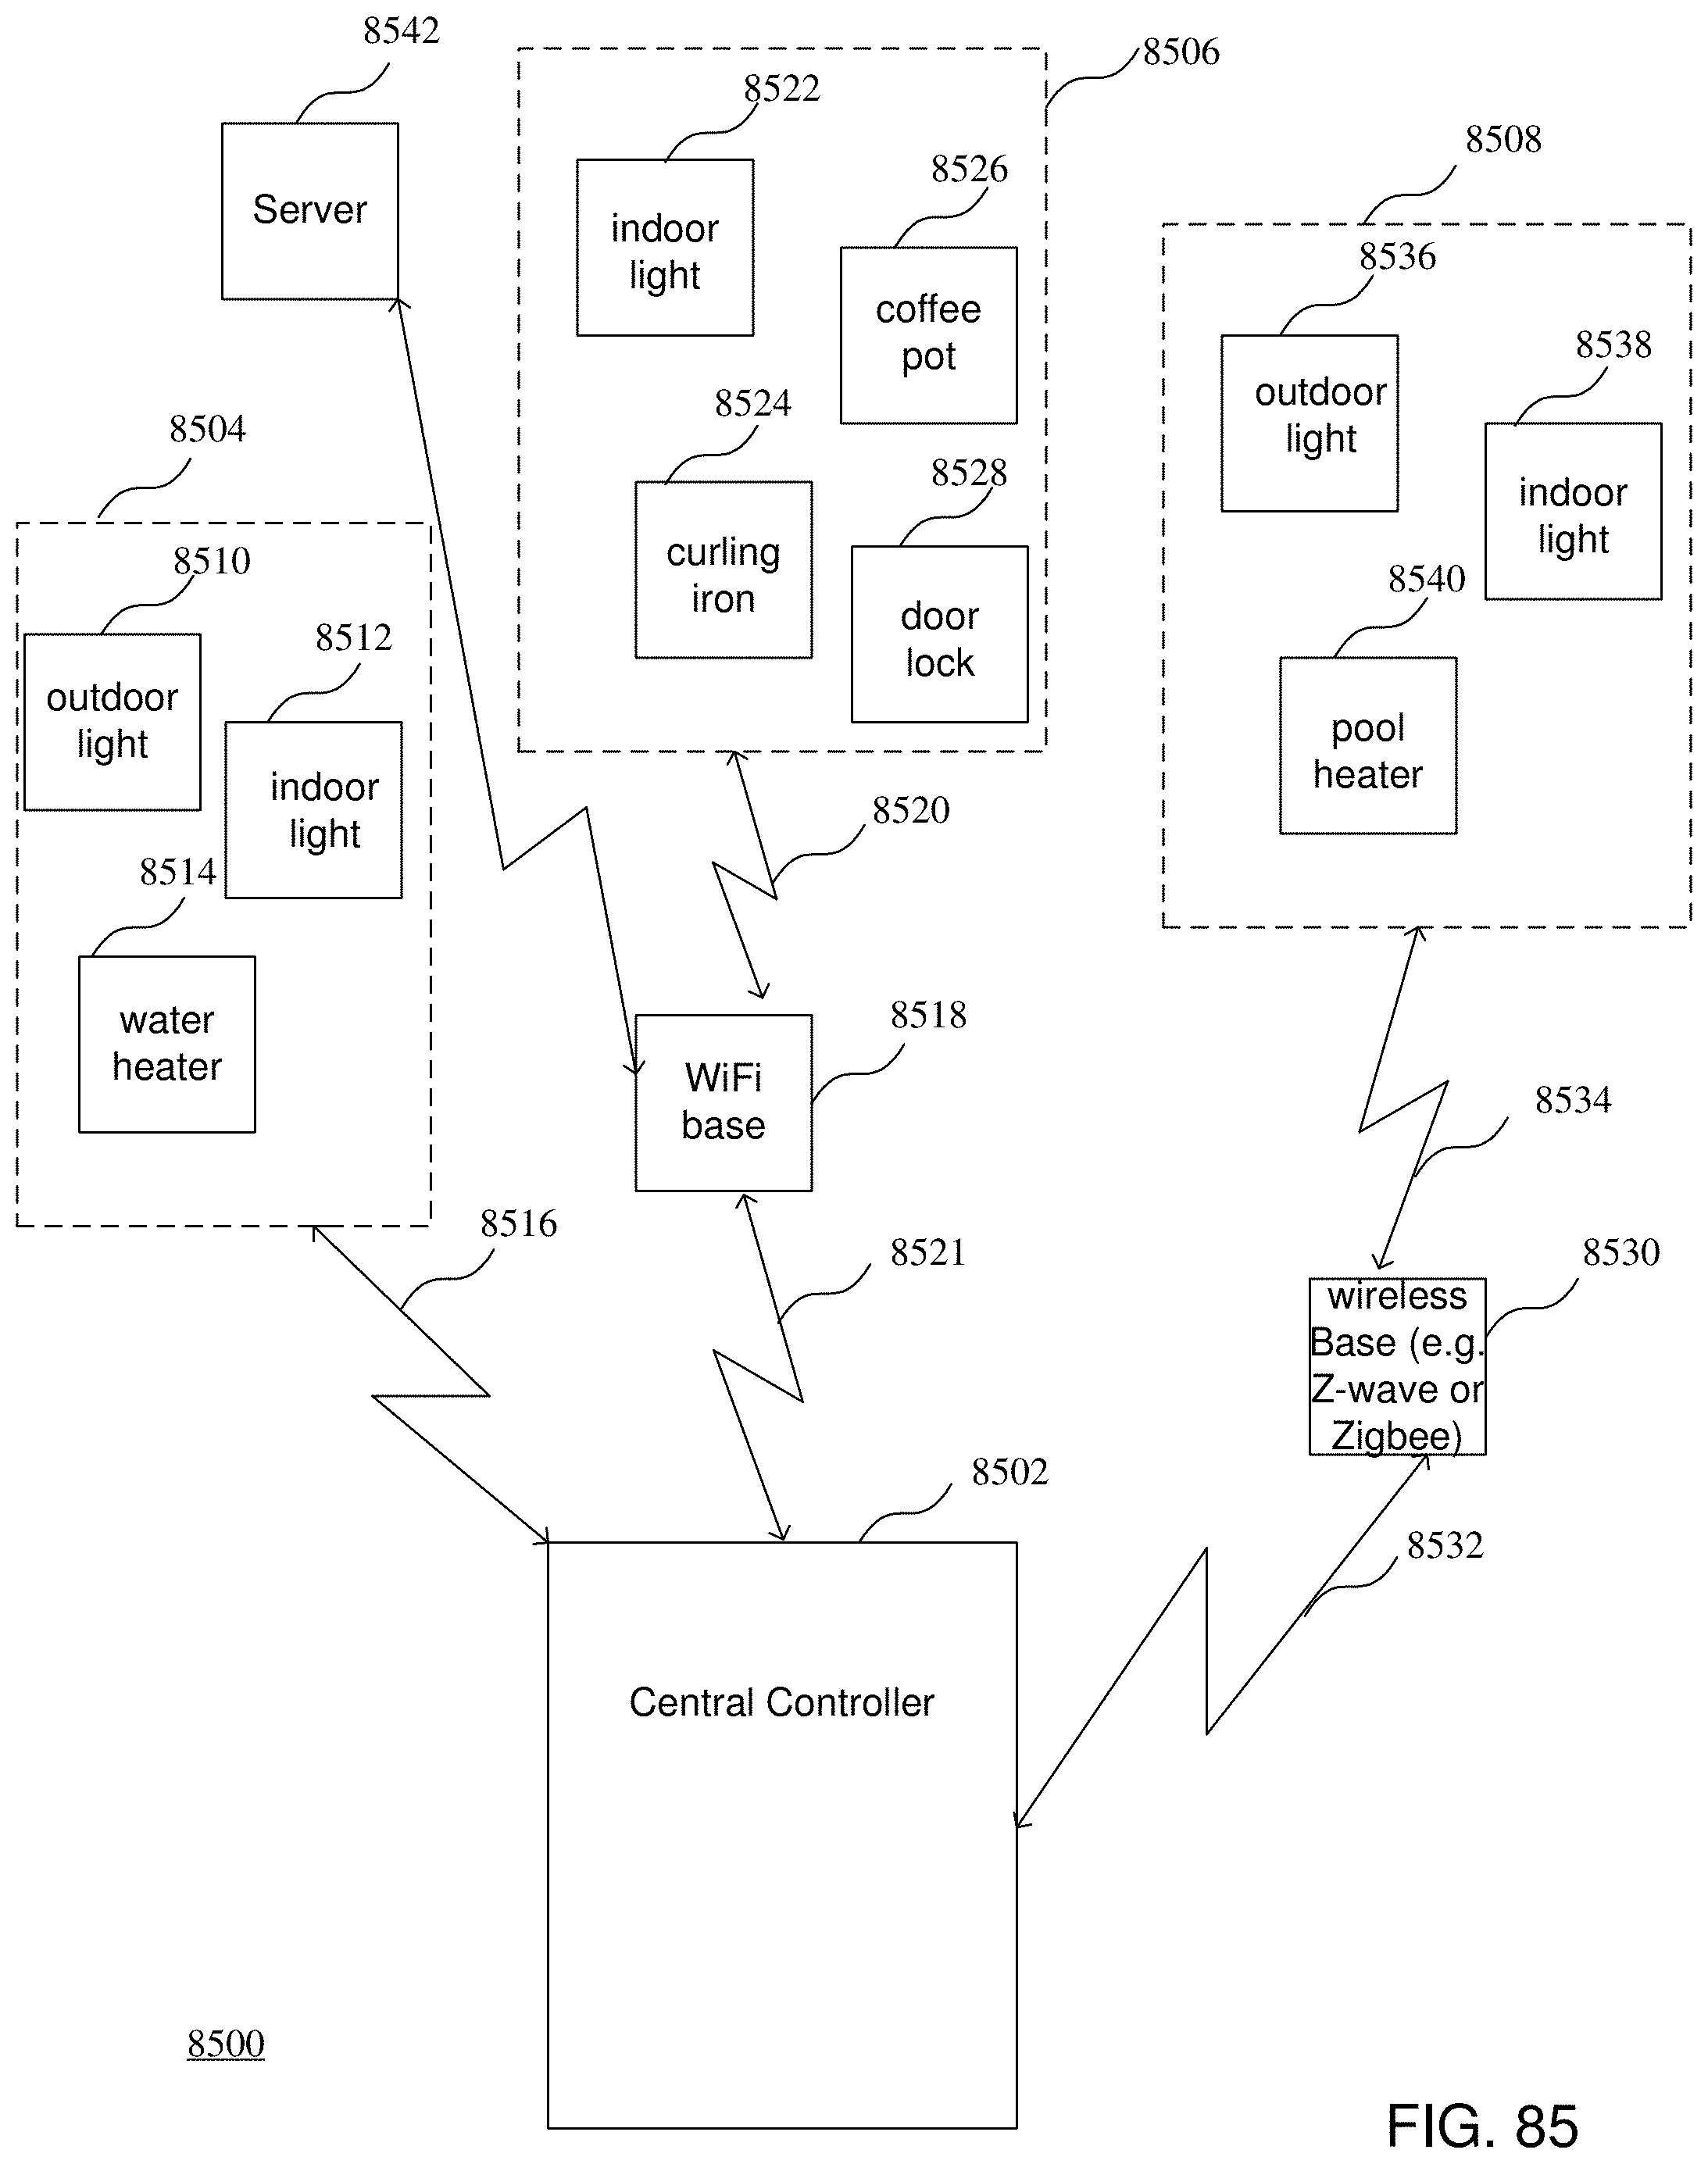 8542
Server
8506
8522
indoor
light
8526
coffee
pot
8524
curling
iron
8528
door
lock
8508
8536
outdoor
light
8538
indoor
light
8540
pool
heater
8504
8510
outdoor
light
8512
indoor
light
8514
water
heater
8520
8518
WiFi
base
8534
8516
8521
8530
wireless
Base (e.g.
Z-wave or
Zigbee)
8502
8532
Central Controller
8500
FIG. 85